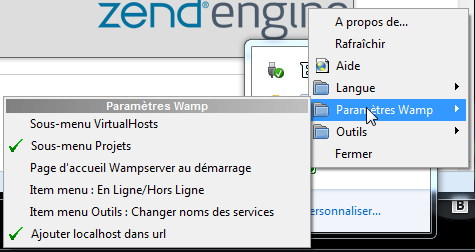 zend®engine
A propos de...
Rafraîchir
Aide
Langue
Paramètres Wamp
Outils
Fermer
Paramètres Wamp
Sous-menu VirtualHosts
Sous-menu Projets
Page d'accueil Wampserver au démarrage
Item menu : En Ligne/Hors Ligne
Item menu Outils : Changer noms des services
Ajouter localhost dans url
ersonnaliser...
B